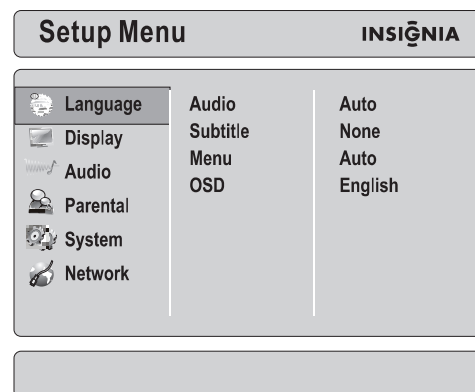 Setup Menu
INSIGNIA
Language
Display
Audio
Parental
System
Network
Audio Auto
Subtitle None
Menu Auto
OSD English